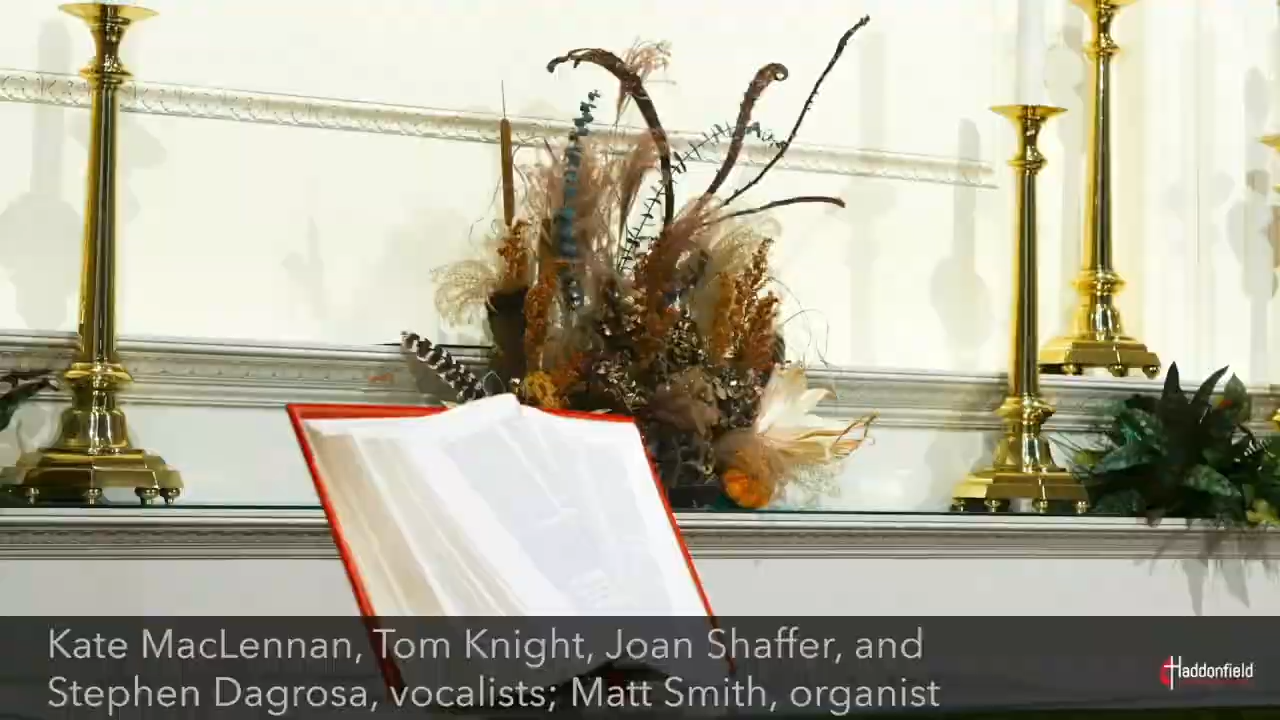 Kate MacLennan, Tom Knight, Joan Shaffer, and
Stephen Dagrosa, vocalists; Matt Smith, organist
Haddonfield